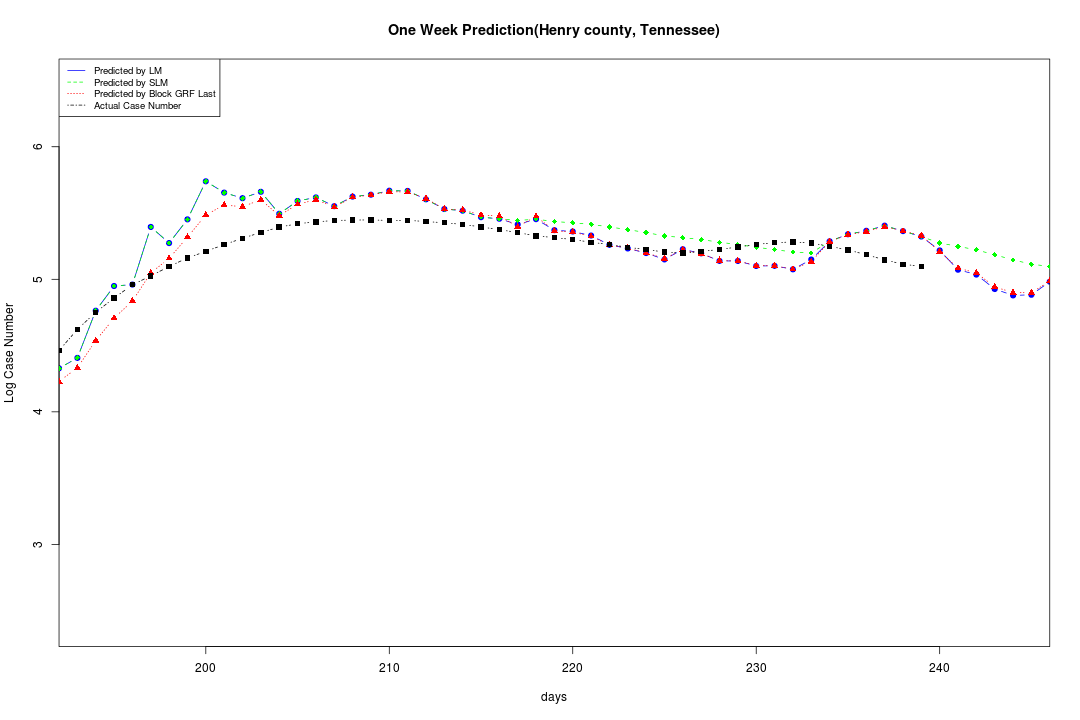 One Week Prediction(Henry county, Tennessee)
Predicted by LM
Predicted by SLM
Predicted by Block GRF Last
Actual Case Number
6
5
4
3
Log Case Number
200 210 220 230 240
days